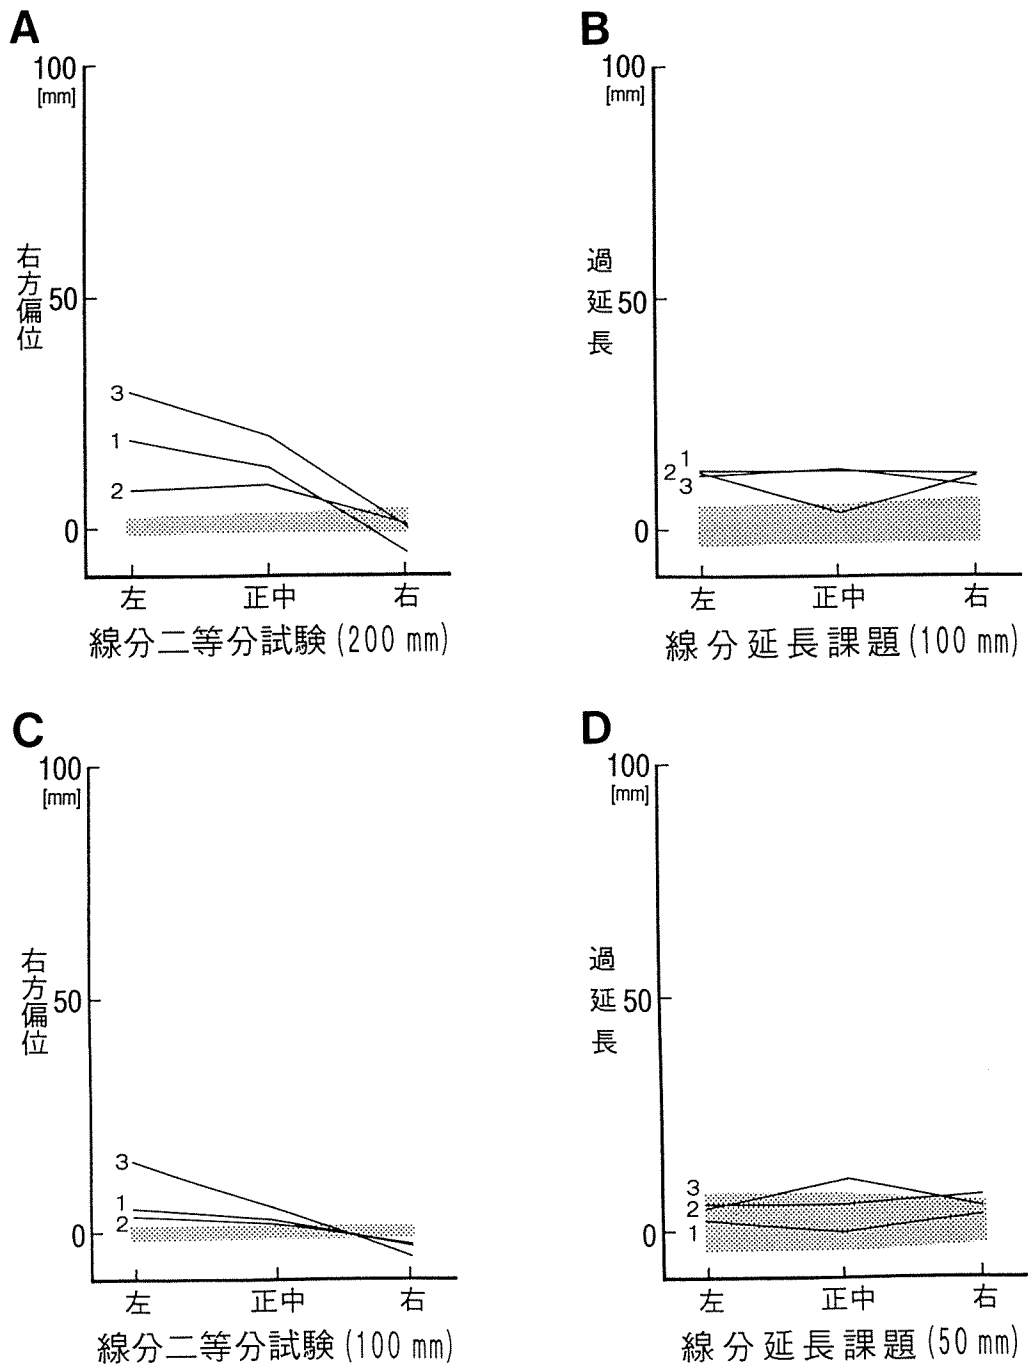 A
100
[mm]
右方偏位
50
3
1
2
0
左 正中 右
線分二等分試験(200 mm)
B
100
[mm]
過延長
50
1
2
3
0
左 正中 右
線分延長課題(100 mm)
C
100
[mm]
右方偏位
50
3
1
2
0
左 正中 右
線分二等分試験(100 mm)
D
100
[mm]
過延長
50
3
2
1
0
左 正中 右
線分延長課題(50 mm)